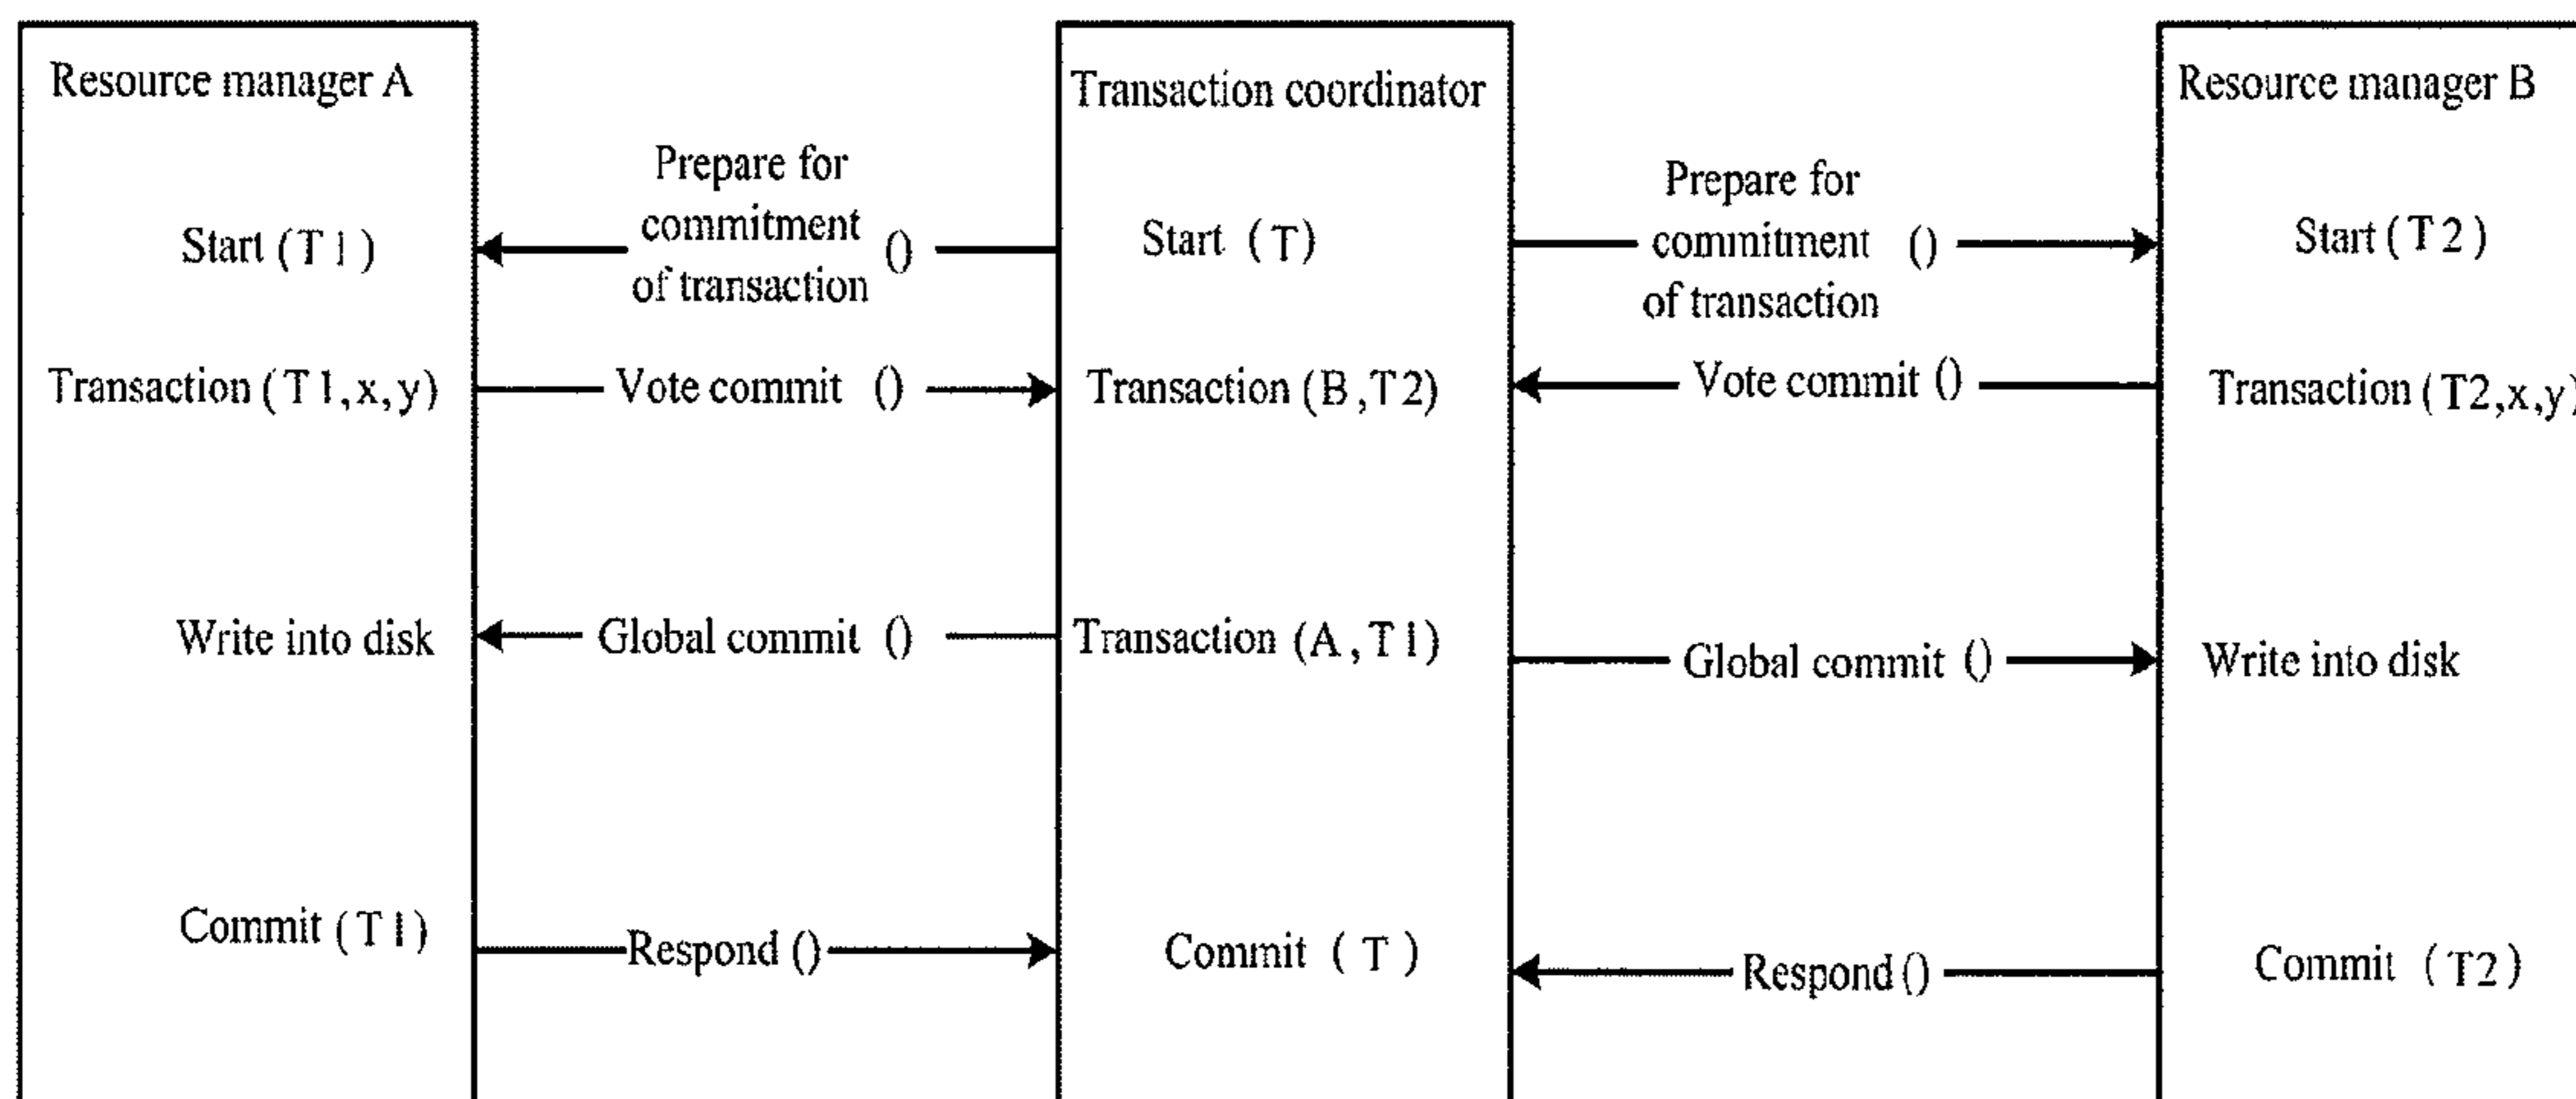 Resource manager A
Transaction coordinator
Resource manager B
Prepare for
commitment ()
of transaction
Prepare for
commitment ()
of transaction
Start (T1)
Start (T)
Start (T2)
Transaction (T1,x,y)
Vote commit ()
Transaction (B,T2)
Vote commit ()
Transaction (T2,x,y)
Write into disk
Global commit ()
Transaction (A,T1)
Global commit ()
Write into disk
Commit (T1)
Respond ()
Commit (T)
Respond ()
Commit (T2)